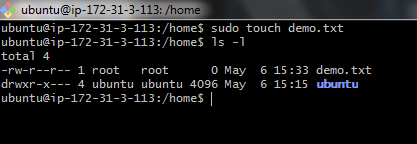 ubuntu@ip-172-31-3-113: /home
ubuntu@ip-172-31-3-113:/home$ sudo touch demo.txt
ubuntu@ip-172-31-3-113:/home$ ls -l
total 4
-rw-r--r-- 1 root   root      0 May  6 15:33 demo.txt
drwxr-x--- 4 ubuntu ubuntu 4096 May  6 15:15 ubuntu
ubuntu@ip-172-31-3-113:/home$